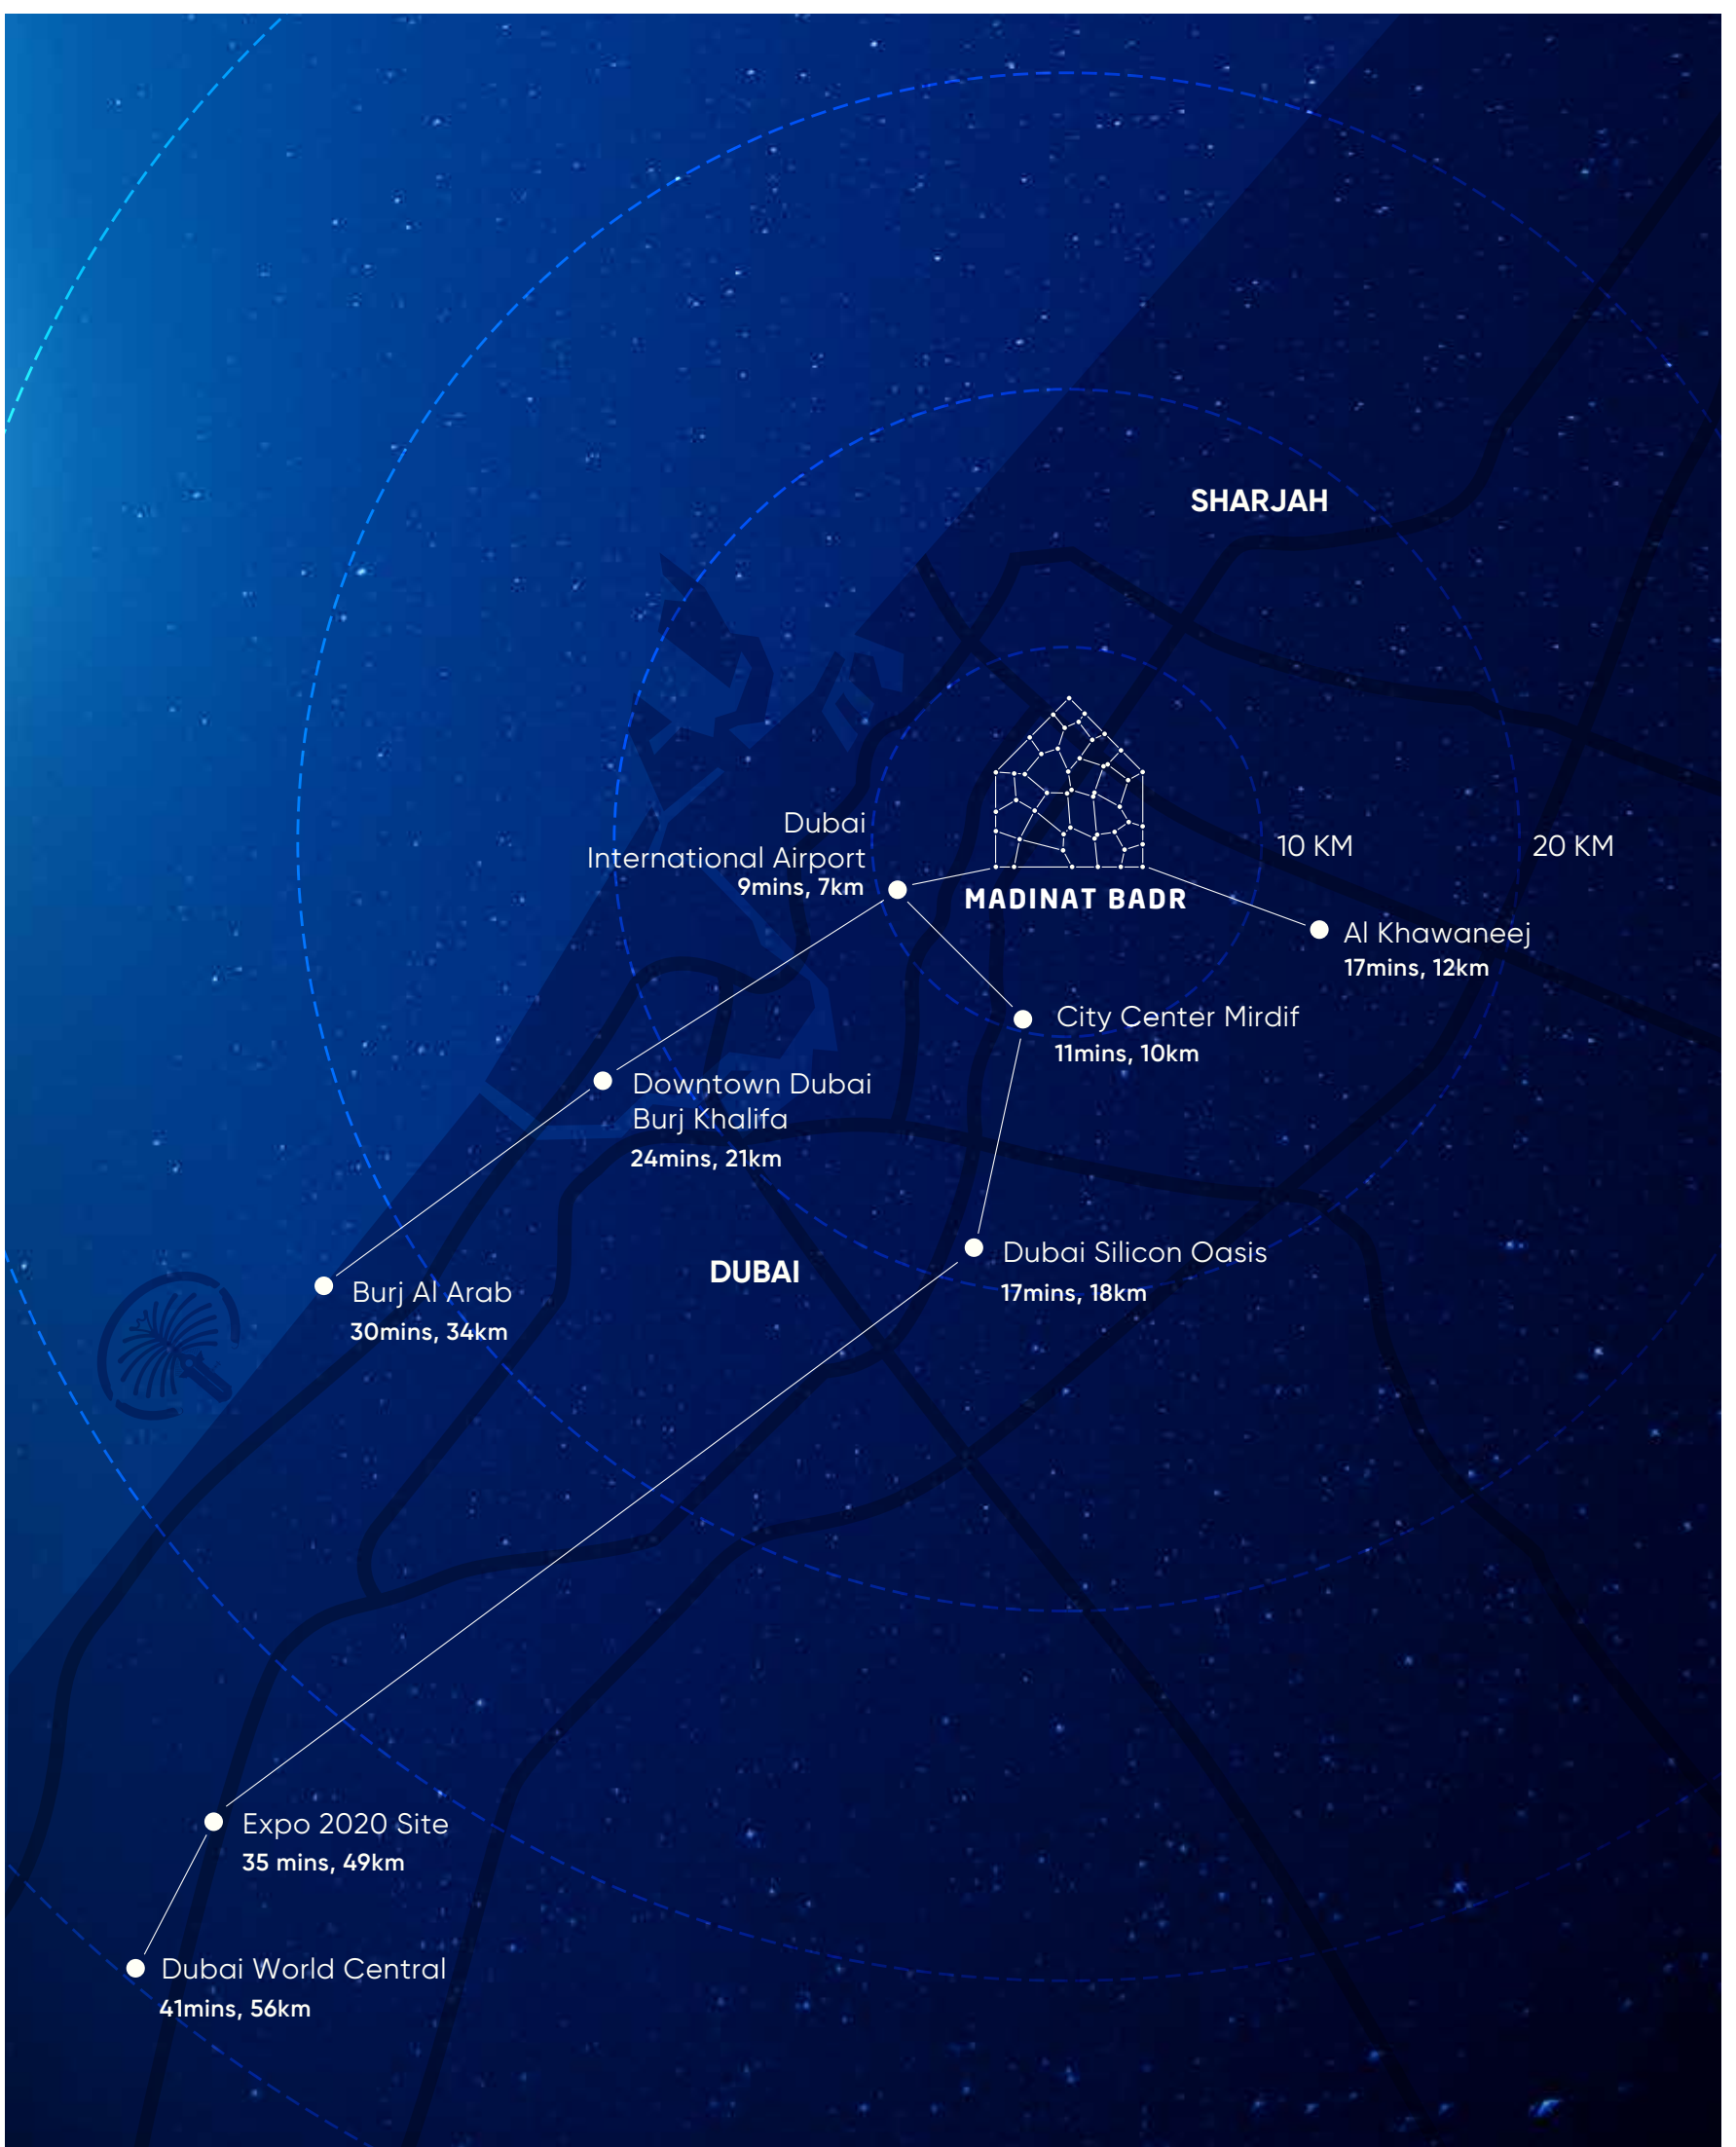 SHARJAH
Dubai
International Airport
9mins, 7km
10 KM
20 KM
MADINAT BADR
Al Khawaneej
17mins, 12km
City Center Mirdif
11mins, 10km
Downtown Dubai
Burj Khalifa
24mins, 21km
DUBAI
Dubai Silicon Oasis
17mins, 18km
Burj Al Arab
30mins, 34km
Expo 2020 Site
35 mins, 49km
Dubai World Central
41mins, 56km